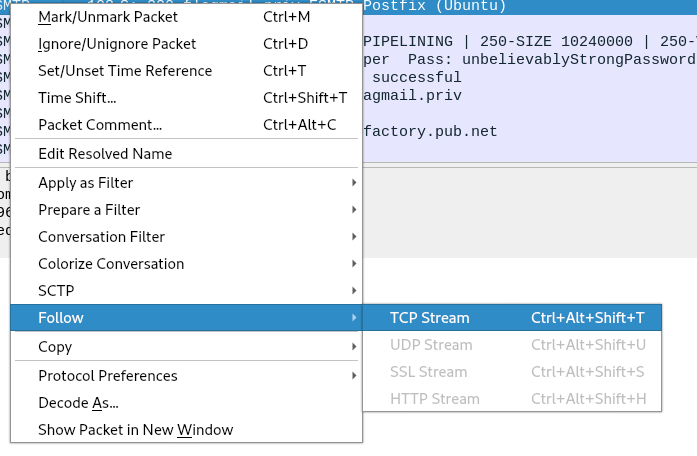 Postfix (Ubuntu)
Mark/Unmark Packet Ctrl+M
Ignore/Unignore Packet Ctrl+D PIPELINING | 250-SIZE 10240000 | 250-
per Pass: unbelievablyStrongPassword
Set/Unset Time Reference Ctrl+T successful
Time Shift... Ctrl+Shift+T agmail.priv
Packet Comment... Ctrl+Alt+C factory.pub.net
Edit Resolved Name
Apply as Filter
Prepare a Filter
Conversation Filter
Colorize Conversation
SCTP
Follow TCP Stream Ctrl+Alt+Shift+T
UDP Stream Ctrl+Alt+Shift+U
Copy SSL Stream Ctrl+Alt+Shift+S
Protocol Preferences HTTP Stream Ctrl+Alt+Shift+H
Decode As...
Show Packet in New Window